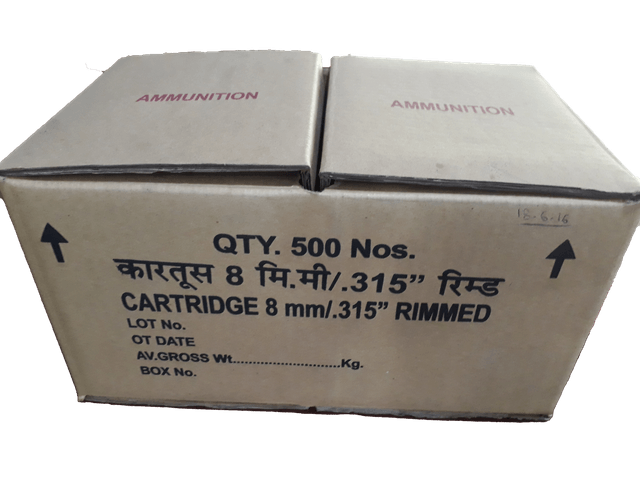 AMMUNITION
AMMUNITION
18-6-16
QTY. 500 Nos.
कारतूस 8 मि.मी/.315” रिम्ड
CARTRIDGE 8 mm/.315” RIMMED
LOT No.
OT DATE
AV.GROSS Wt............................Kg.
BOX No.